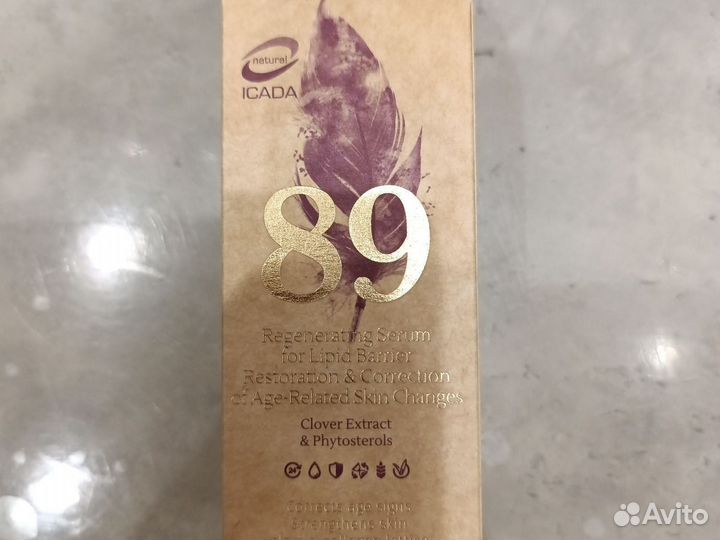 natural
ICADA
89
Regenerating Serum
for Lipid Barrier
Restoration & Correction
of Age-Related Skin Changes
Clover Extract
& Phytosterols
24
Corrects age signs
Strengthens skin
Avito